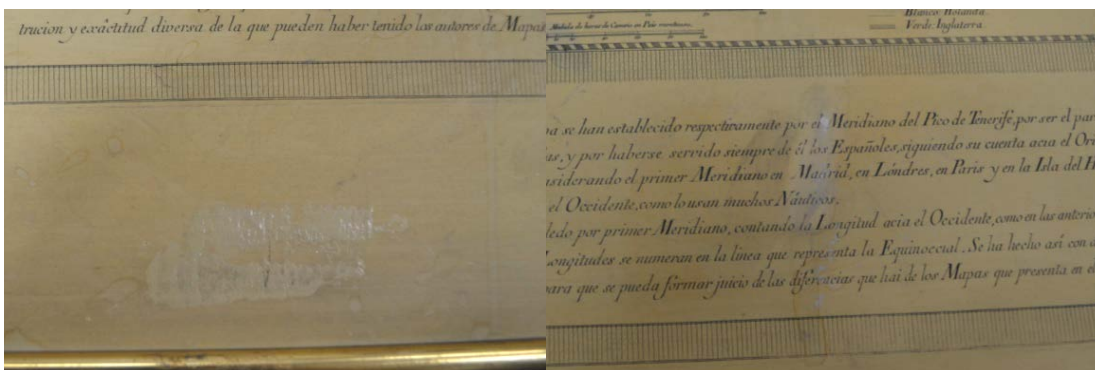 trucion y exâctitud diversa de la que pueden haber tenido los autores de Mapas
Blanco Holanda.
Verde Inglaterra.
se han establecido respectivamente por el Meridiano del Pico de Tenerife, por ser el
y por haberse servido siempre de él los Españoles, siguiendo su cuenta acia el
el primer Meridiano en Madrid, en Lóndres, en Paris y en la Isla del
el Occidente, como lo usan muchos Náuticos.
por primer Meridiano, contando la Longitud acia el Occidente, como en las
Longitudes se numeran en la linea que representa la Equinoccial. Se ha hecho así con
para que se pueda formar juicio de las diferencias que hai de los Mapas que presenta en